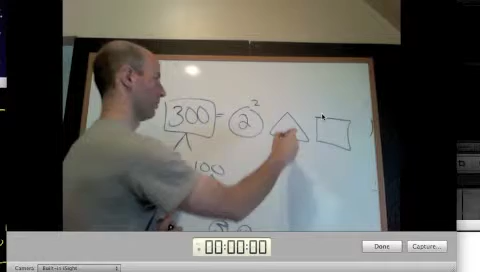 300 = 2²
100
00:00:00
Done Capture...
Camera: Built-in iSight